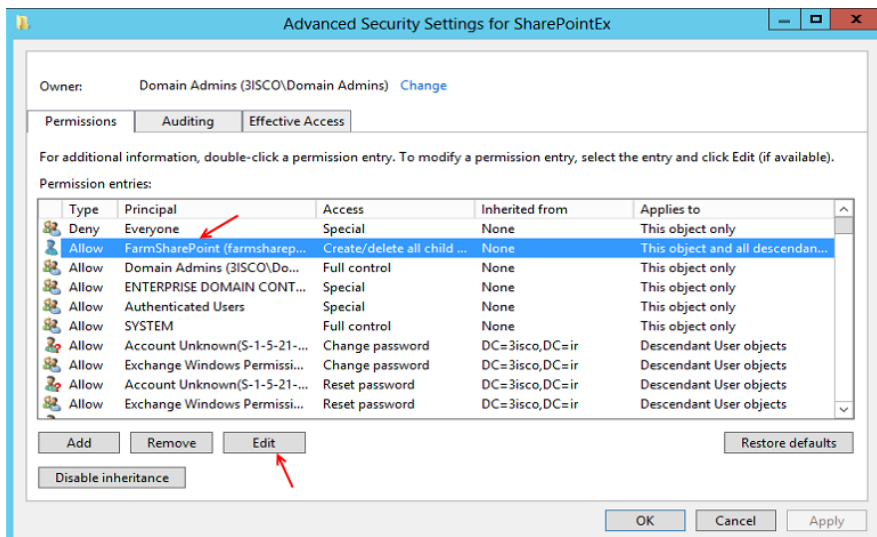 Advanced Security Settings for SharePointEx
Owner: Domain Admins (3ISCO\Domain Admins) Change
Permissions Auditing Effective Access
For additional information, double-click a permission entry. To modify a permission entry, select the entry and click Edit (if available).
Permission entries:
Type Principal Access Inherited from Applies to
Deny Everyone Special None This object only
Allow FarmSharePoint (farmsharep... Create/delete all child ... None This object and all descendan...
Allow Domain Admins (3ISCO\Do... Full control None This object only
Allow ENTERPRISE DOMAIN CONT... Special None This object only
Allow Authenticated Users Special None This object only
Allow SYSTEM Full control None This object only
Allow Account Unknown(S-1-5-21-... Change password DC=3isco,DC=ir Descendant User objects
Allow Exchange Windows Permissi... Change password DC=3isco,DC=ir Descendant User objects
Allow Account Unknown(S-1-5-21-... Reset password DC=3isco,DC=ir Descendant User objects
Allow Exchange Windows Permissi... Reset password DC=3isco,DC=ir Descendant User objects
Add Remove Edit Restore defaults
Disable inheritance
OK Cancel Apply